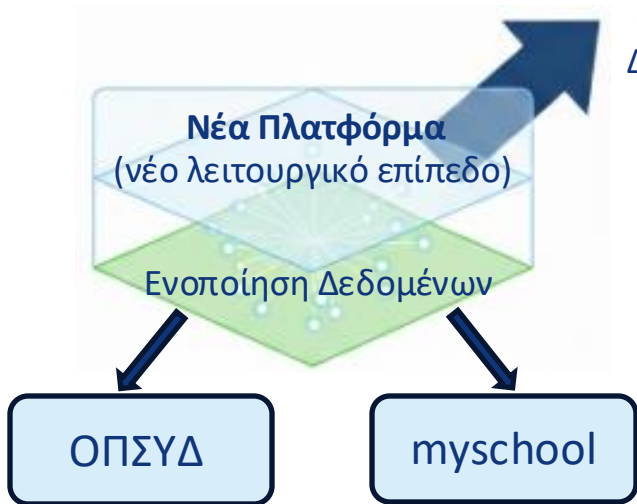 Δ
Νέα Πλατφόρμα
(νέο λειτουργικό επίπεδο)
Ενοποίηση Δεδομένων
ΟΠΣΥΔ
myschool